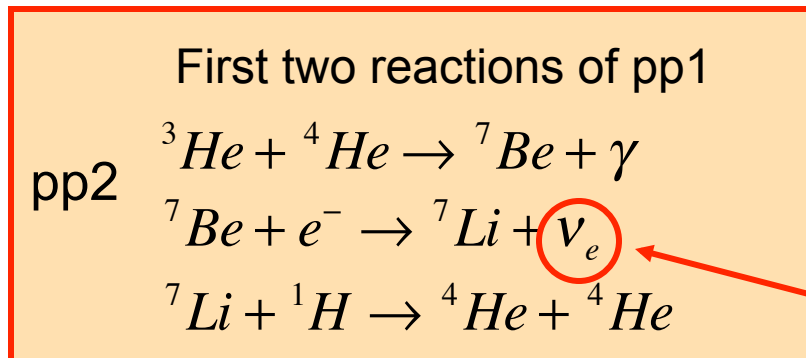 First two reactions of pp1
³He + ⁴He → ⁷Be + γ
pp2
⁷Be + e⁻ → ⁷Li + νₑ
⁷Li + ¹H → ⁴He + ⁴He